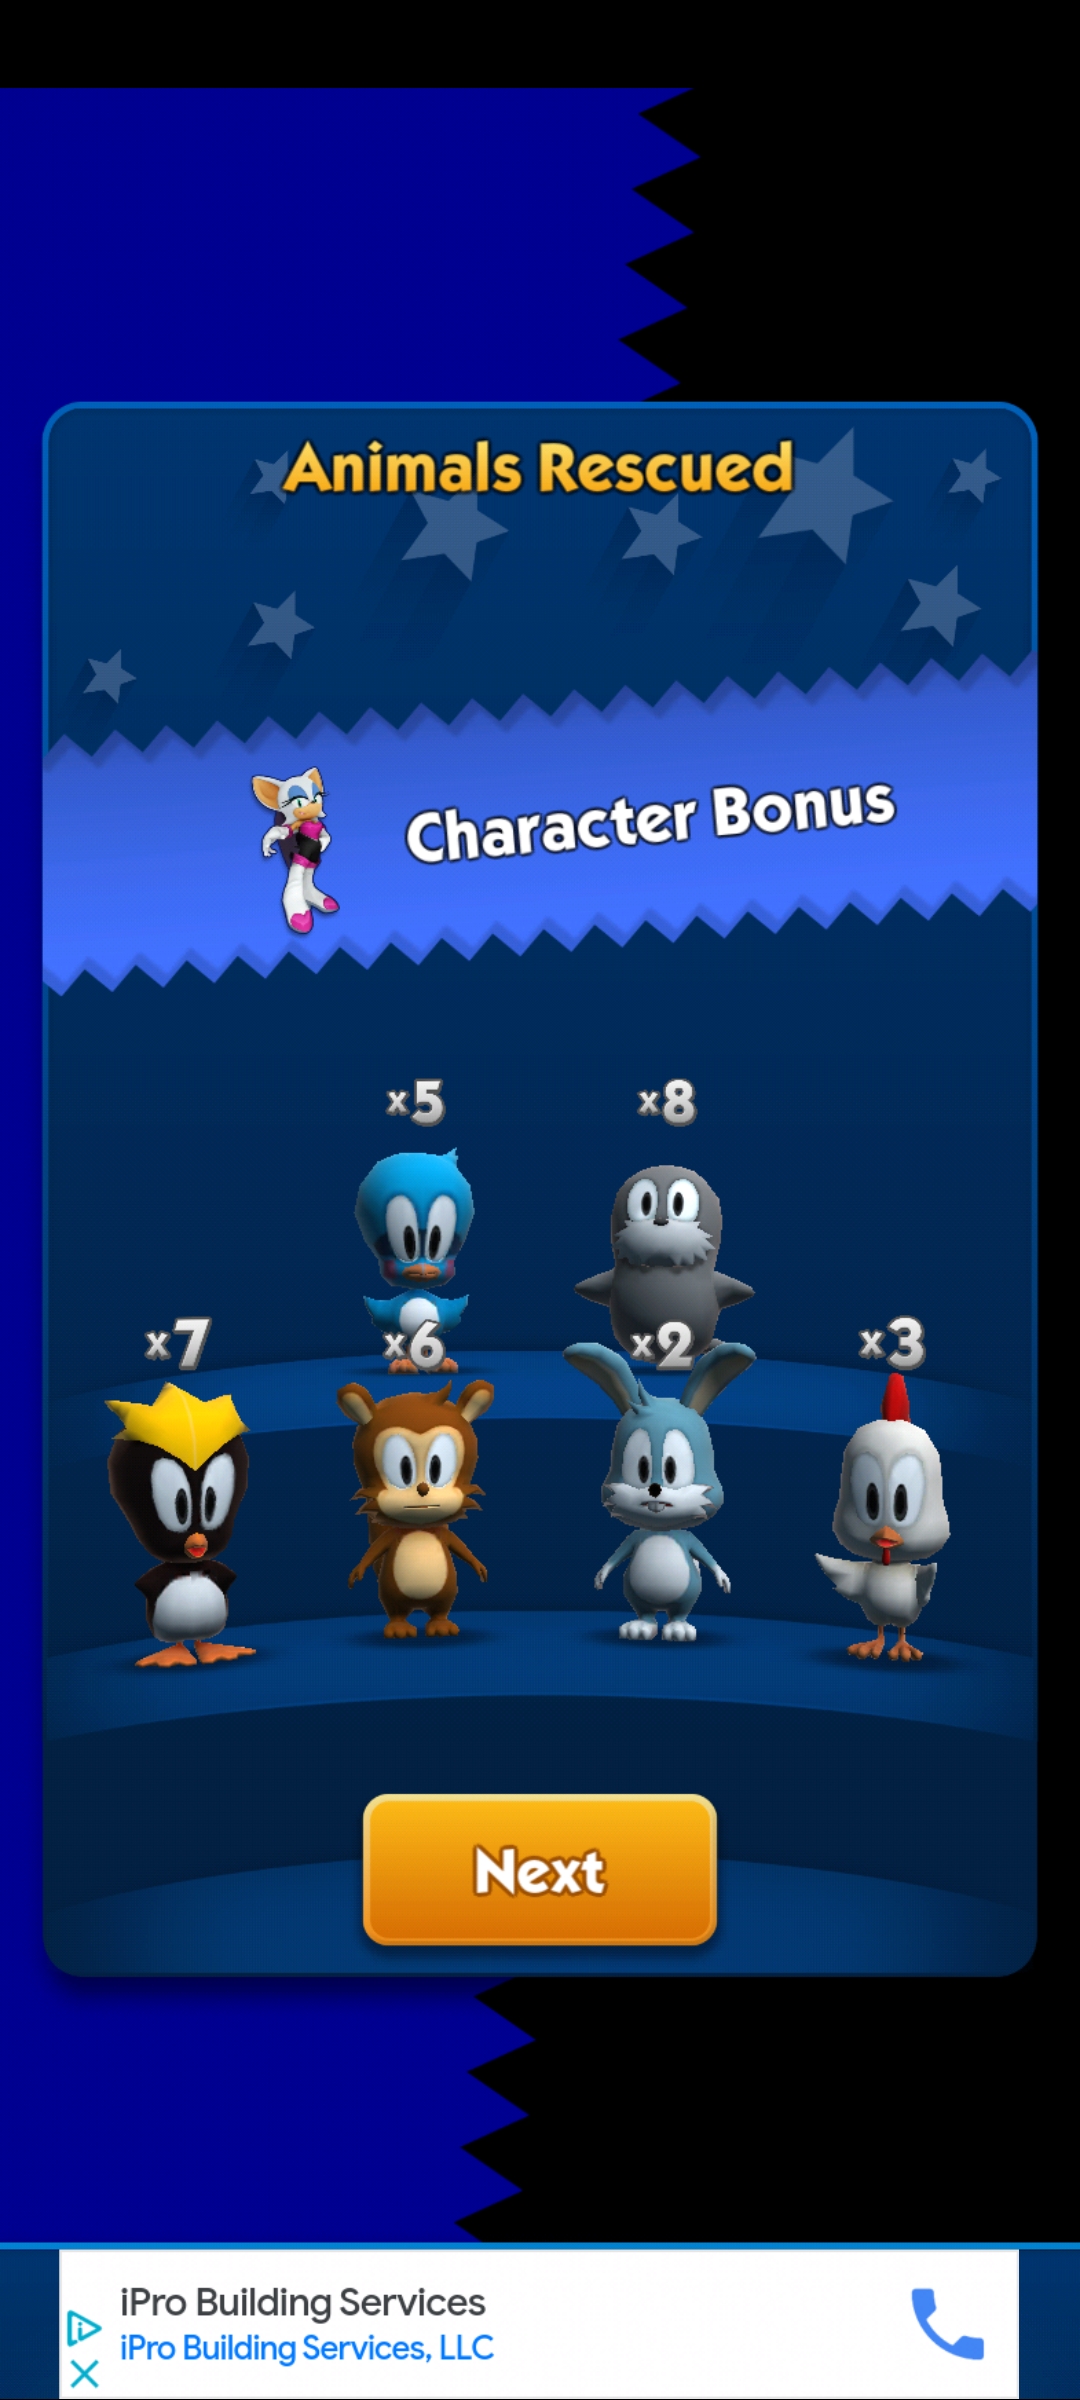 Animals Rescued
Character Bonus
x5 x8
x7 x6 x2 x3
Next
iPro Building Services
iPro Building Services, LLC